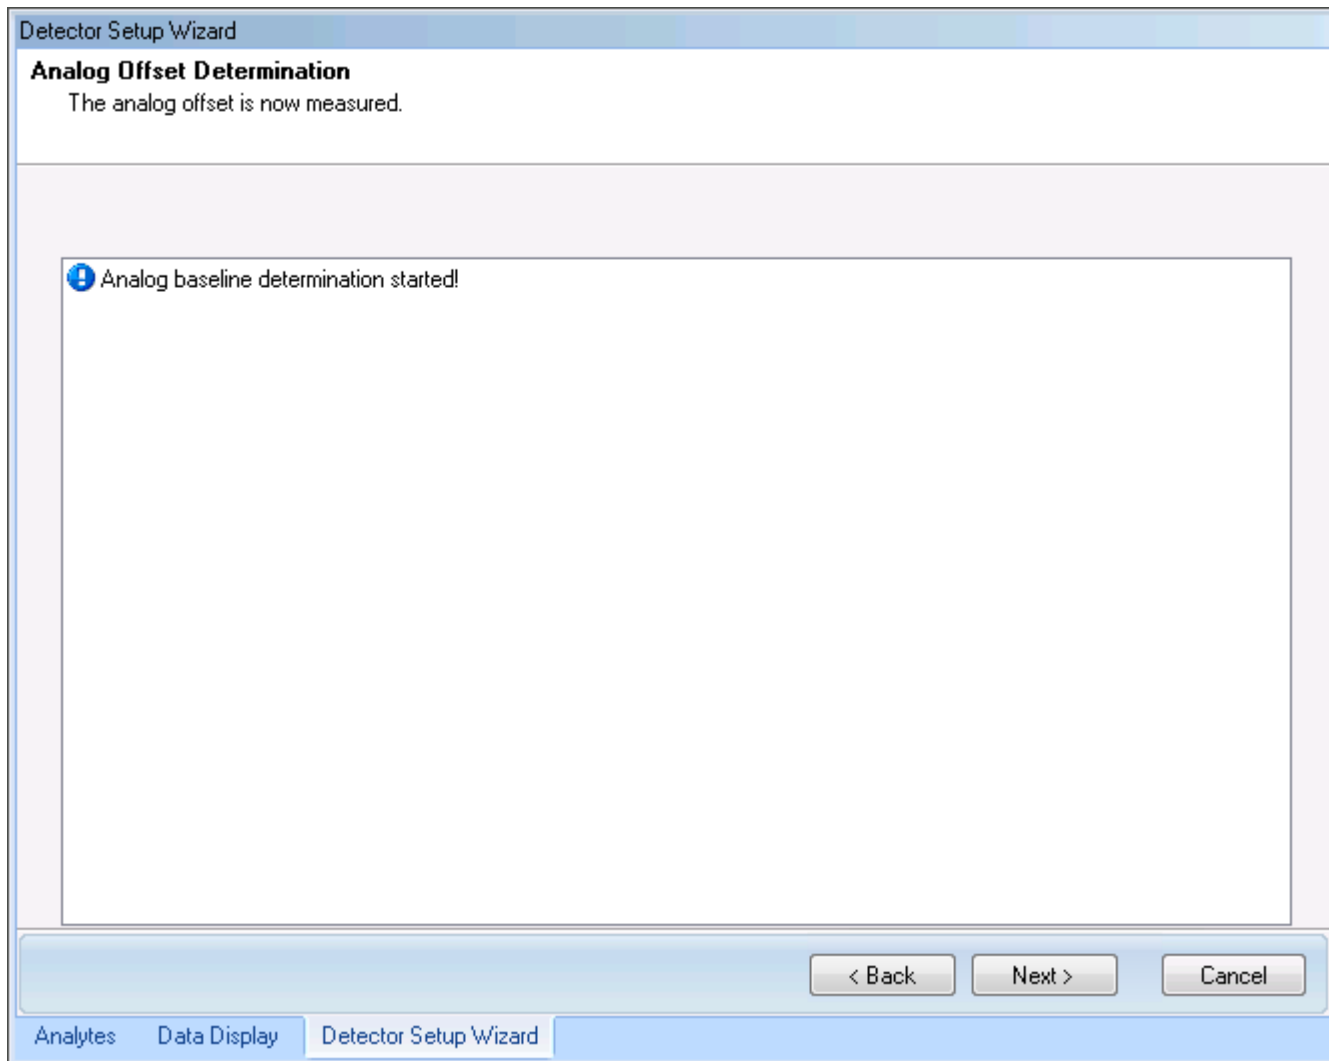 Detector Setup Wizard
Analog Offset Determination
The analog offset is now measured.
Analog baseline determination started!
< Back Next > Cancel
Analytes Data Display Detector Setup Wizard